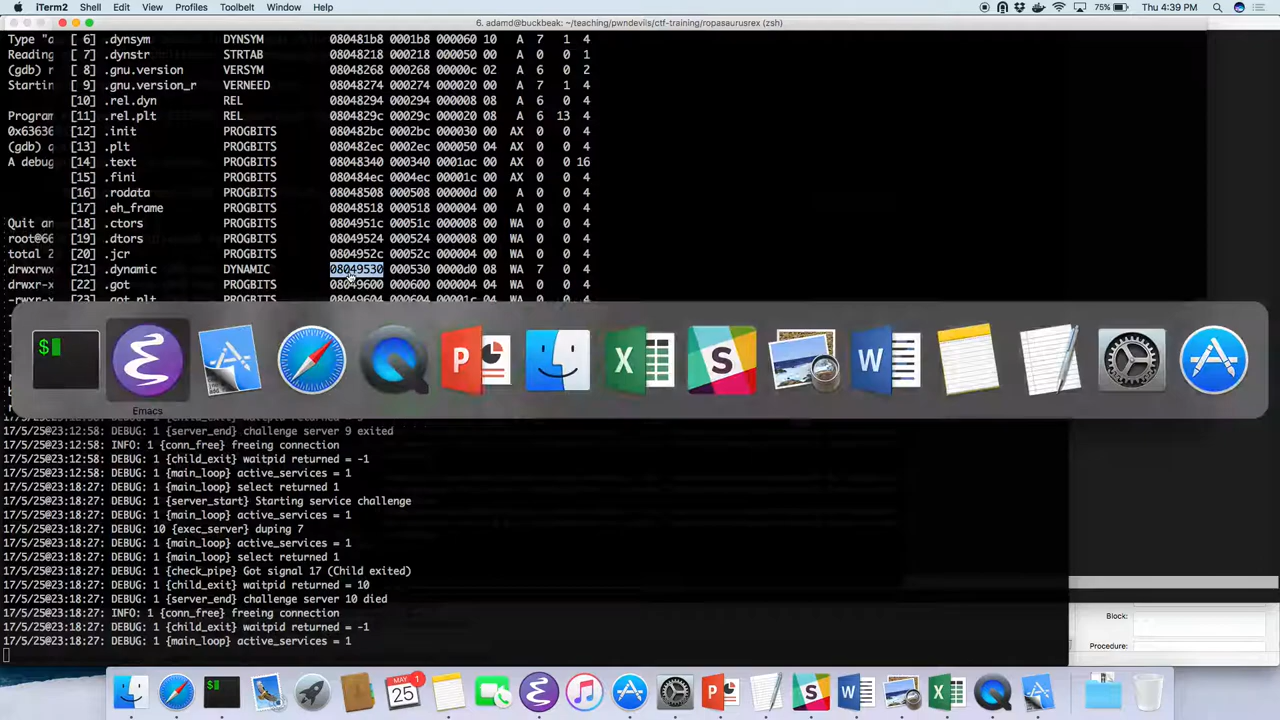 iTerm2 Shell Edit View Profiles Toolbelt Window Help 75% Thu 4:39 PM
6. adamd@buckbeak: ~/teaching/pwndevils/ctf-training/ropasaurusrex (zsh)
Type "a [ 6] .dynsym DYNSYM 080481b8 0001b8 000060 10 A 7 1 4
Reading [ 7] .dynstr STRTAB 08048218 000218 000050 00 A 0 0 1
(gdb) r [ 8] .gnu.version VERSYM 08048268 000268 00000c 02 A 6 0 2
Startin [ 9] .gnu.version_r VERNEED 08048274 000274 000020 00 A 7 1 4
[10] .rel.dyn REL 08048294 000294 000008 08 A 6 0 4
Program [11] .rel.plt REL 0804829c 00029c 000020 08 A 6 13 4
0x63636 [12] .init PROGBITS 080482bc 0002bc 000030 00 AX 0 0 4
(gdb) q [13] .plt PROGBITS 080482ec 0002ec 000050 04 AX 0 0 4
A debug [14] .text PROGBITS 08048340 000340 0001ac 00 AX 0 0 16
[15] .fini PROGBITS 080484ec 0004ec 00001c 00 AX 0 0 4
[16] .rodata PROGBITS 08048508 000508 00000d 00 A 0 0 4
[17] .eh_frame PROGBITS 08048518 000518 000004 00 A 0 0 4
Quit an [18] .ctors PROGBITS 0804951c 00051c 000008 00 WA 0 0 4
root@66 [19] .dtors PROGBITS 08049524 000524 000008 00 WA 0 0 4
total 2 [20] .jcr PROGBITS 0804952c 00052c 000004 00 WA 0 0 4
drwxrwx [21] .dynamic DYNAMIC 08049530 000530 0000d0 08 WA 7 0 4
drwxr-x [22] .got PROGBITS 08049600 000600 000004 04 WA 0 0 4
-rwxr-x [23] .got.plt PROGBITS 08049604 000604 00001c 04 WA 0 0 4
$
P
X
S
W
Emacs
17/5/25@23:12:58: DEBUG: 1 {server_end} challenge server 9 exited
17/5/25@23:12:58: INFO: 1 {conn_free} freeing connection
17/5/25@23:12:58: DEBUG: 1 {child_exit} waitpid returned = -1
17/5/25@23:12:58: DEBUG: 1 {main_loop} active_services = 1
17/5/25@23:18:27: DEBUG: 1 {main_loop} select returned 1
17/5/25@23:18:27: DEBUG: 1 {server_start} Starting service challenge
17/5/25@23:18:27: DEBUG: 1 {main_loop} active_services = 1
17/5/25@23:18:27: DEBUG: 10 {exec_server} duping 7
17/5/25@23:18:27: DEBUG: 1 {main_loop} active_services = 1
17/5/25@23:18:27: DEBUG: 1 {main_loop} select returned 1
17/5/25@23:18:27: DEBUG: 1 {check_pipe} Got signal 17 (Child exited)
17/5/25@23:18:27: DEBUG: 1 {child_exit} waitpid returned = 10
17/5/25@23:18:27: DEBUG: 1 {server_end} challenge server 10 died
17/5/25@23:18:27: INFO: 1 {conn_free} freeing connection
17/5/25@23:18:27: DEBUG: 1 {child_exit} waitpid returned = -1
17/5/25@23:18:27: DEBUG: 1 {main_loop} active_services = 1
Block:
Procedure:
MAY
25
1